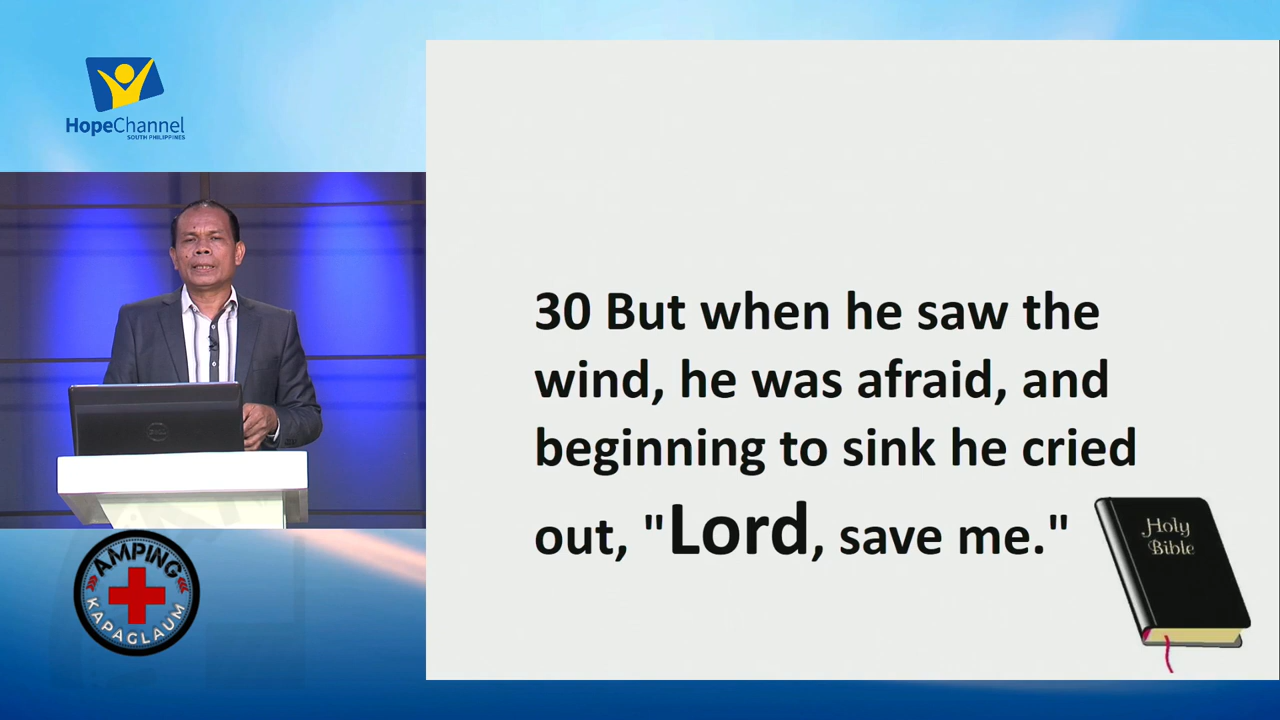 HopeChannel
SOUTH PHILIPPINES
30 But when he saw the
wind, he was afraid, and
beginning to sink he cried
out, "Lord, save me."
Holy
Bible
DELL
AMPING
KAPAGLAUM